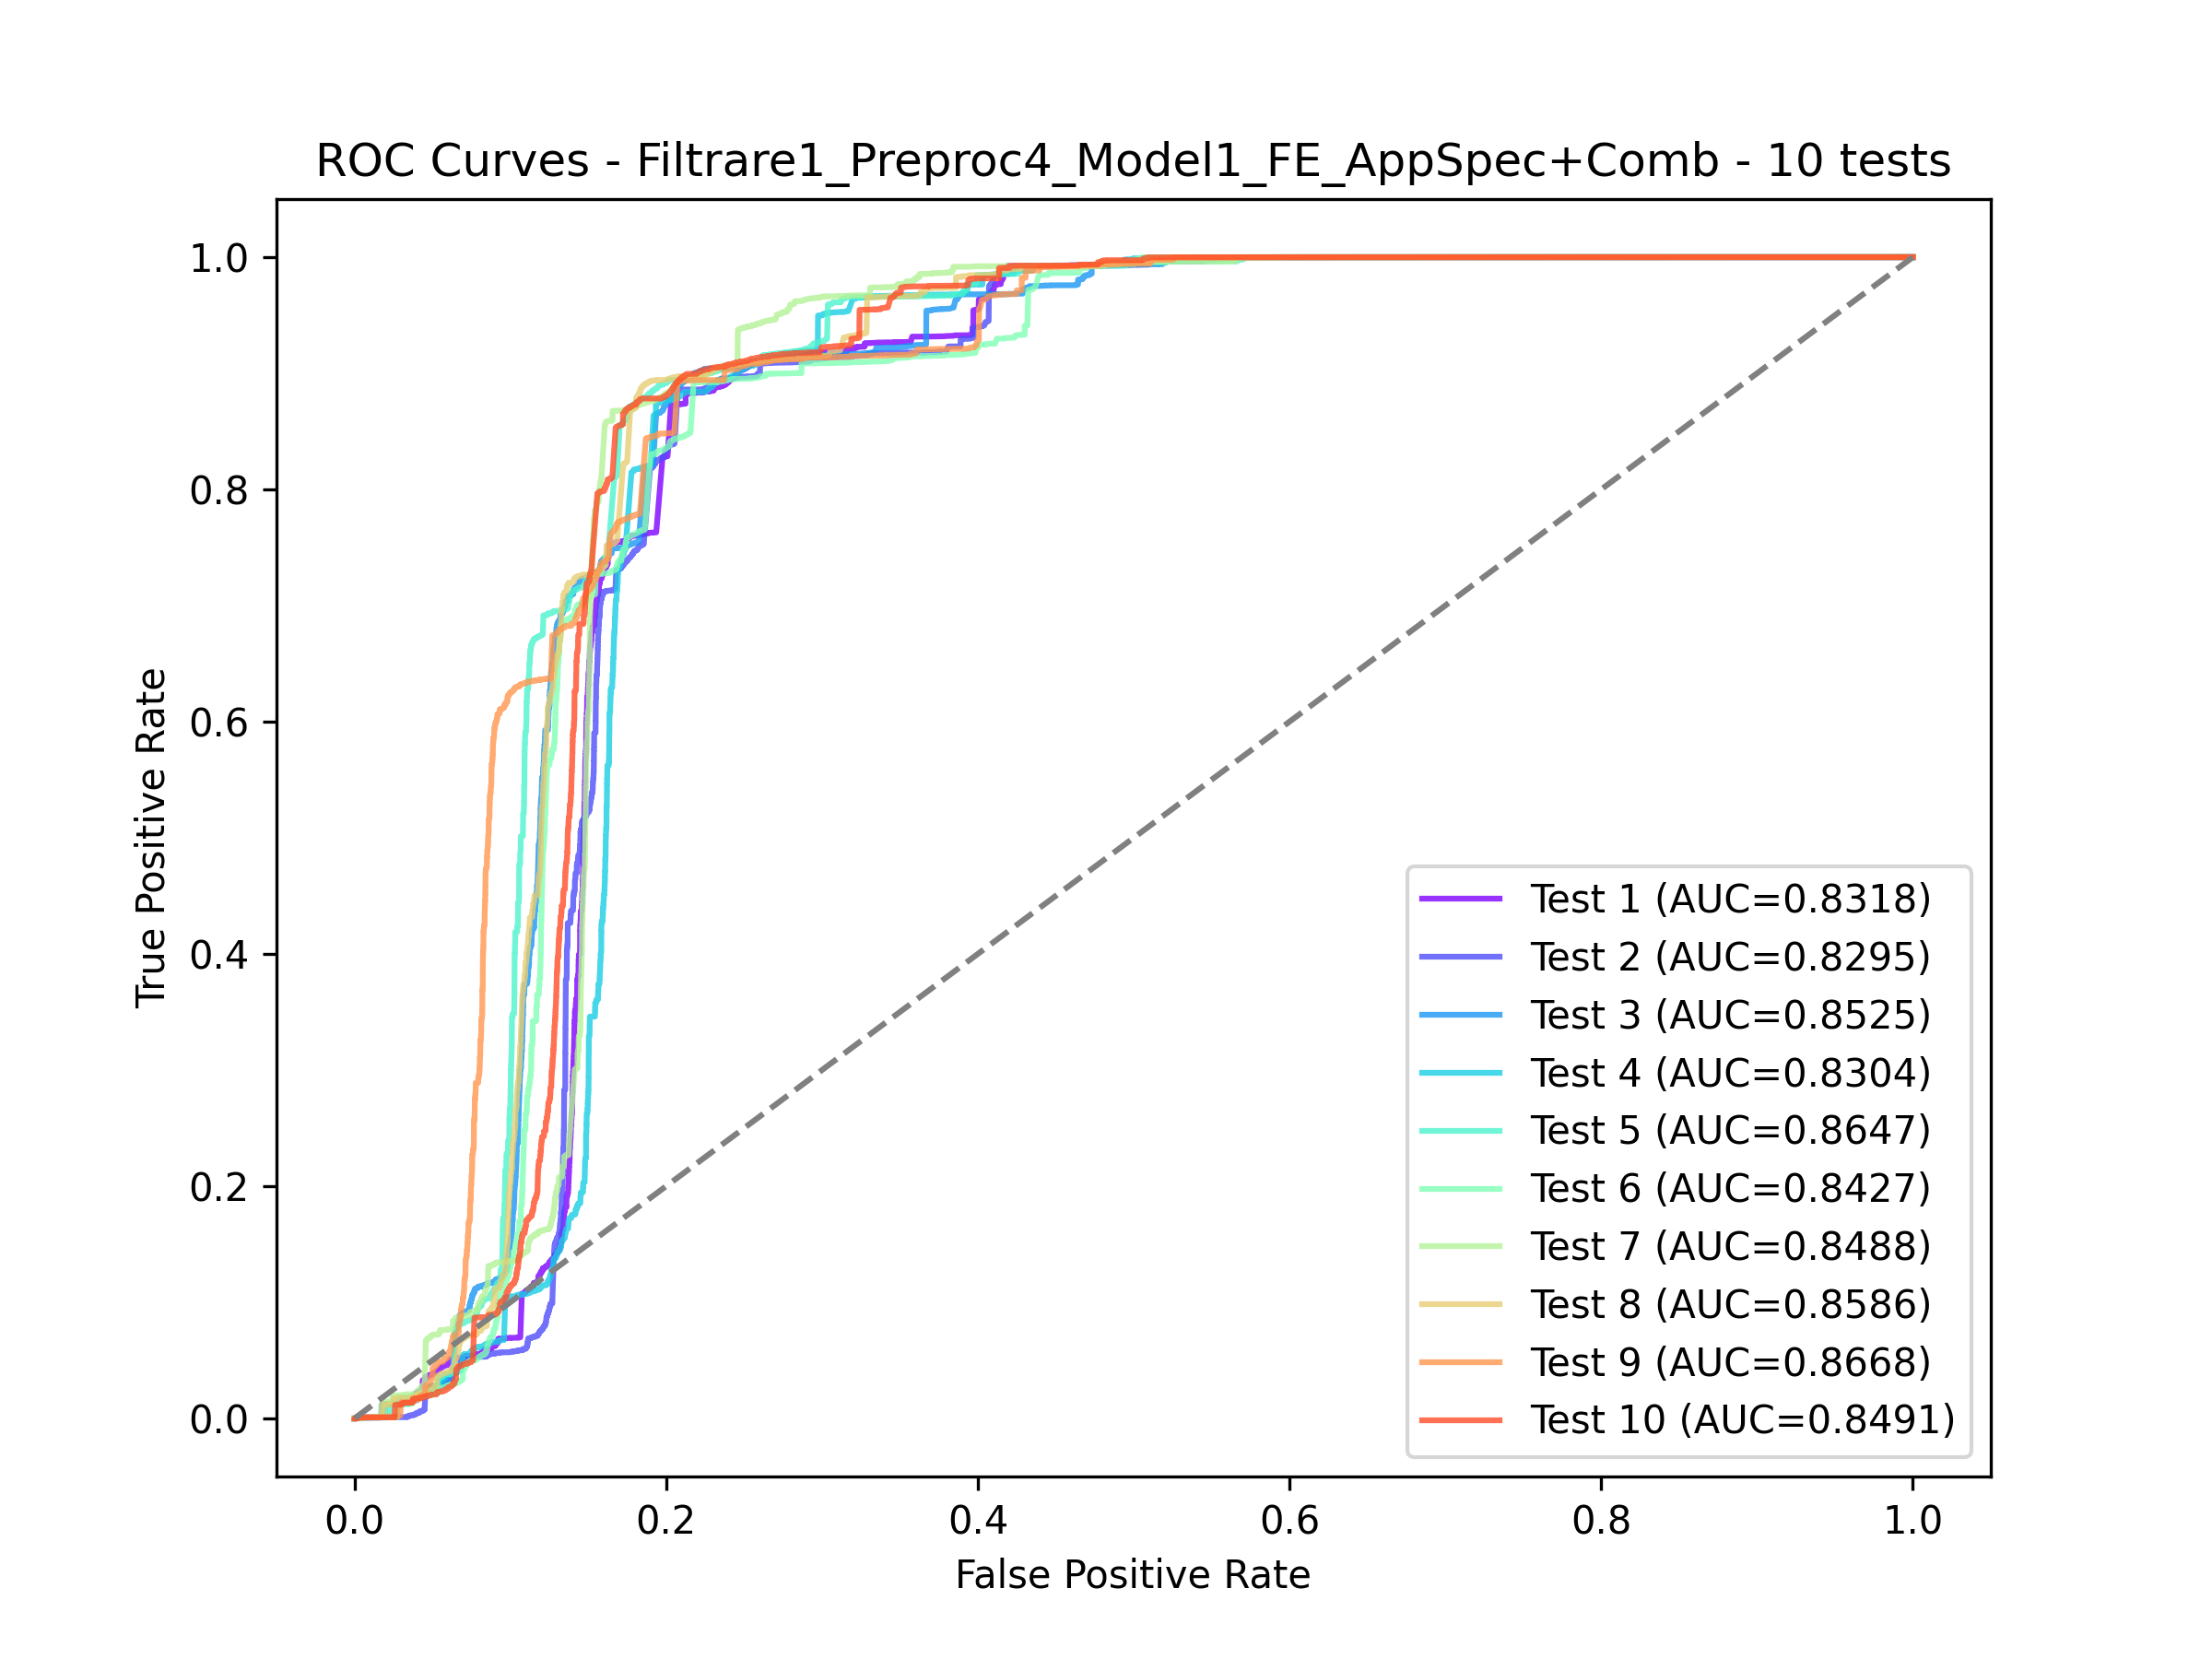 ROC Curves - Filtrare1_Preproc4_Model1_FE_AppSpec+Comb - 10 tests
1.0
0.8
0.6
0.4
0.2
0.0
True Positive Rate
Test 1 (AUC=0.8318)
Test 2 (AUC=0.8295)
Test 3 (AUC=0.8525)
Test 4 (AUC=0.8304)
Test 5 (AUC=0.8647)
Test 6 (AUC=0.8427)
Test 7 (AUC=0.8488)
Test 8 (AUC=0.8586)
Test 9 (AUC=0.8668)
Test 10 (AUC=0.8491)
0.0 0.2 0.4 0.6 0.8 1.0
False Positive Rate